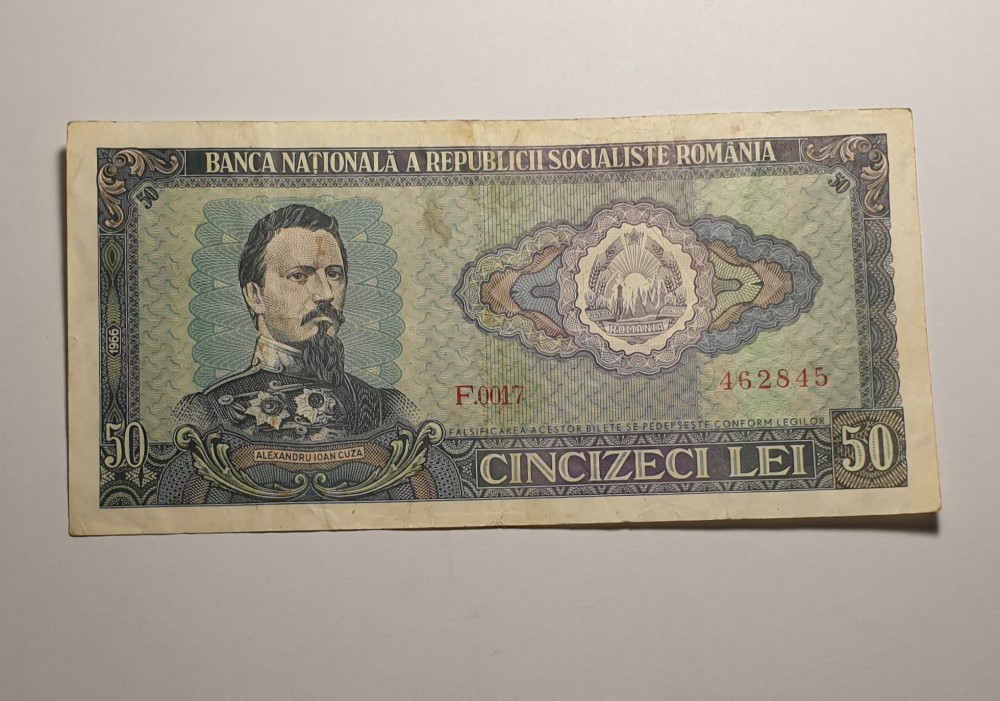 BANCA NAȚIONALĂ A REPUBLICII SOCIALISTE ROMÂNIA
50
50
1966
ROMÂNIA
F.0017
462845
FALSIFICAREA ACESTOR BILETE SE PEDEPSEȘTE CONFORM LEGILOR
50
ALEXANDRU IOAN CUZA
CINCIZECI LEI
50